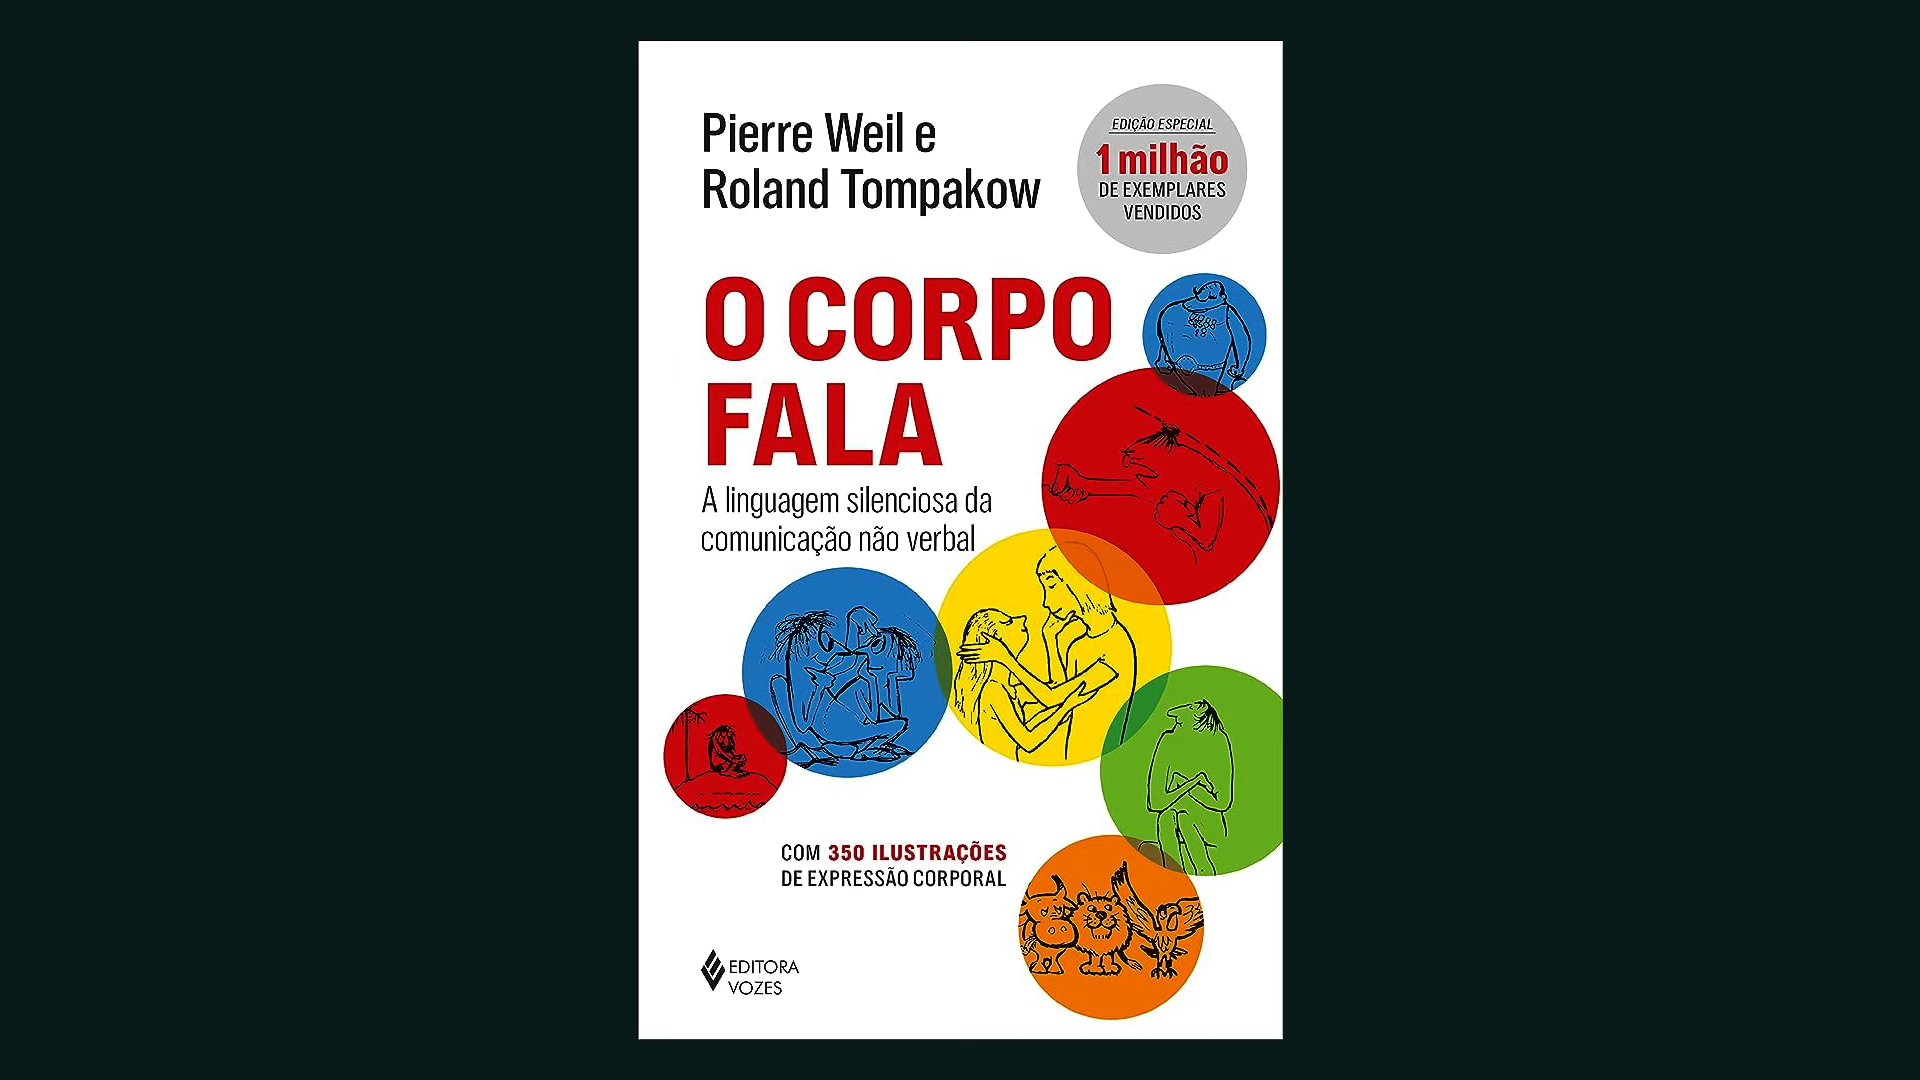 Pierre Weil e
Roland Tompakow
EDIÇÃO ESPECIAL
1 milhão
DE EXEMPLARES
VENDIDOS
O CORPO
FALA
A linguagem silenciosa da
comunicação não verbal
COM 350 ILUSTRAÇÕES
DE EXPRESSÃO CORPORAL
EDITORA
VOZES